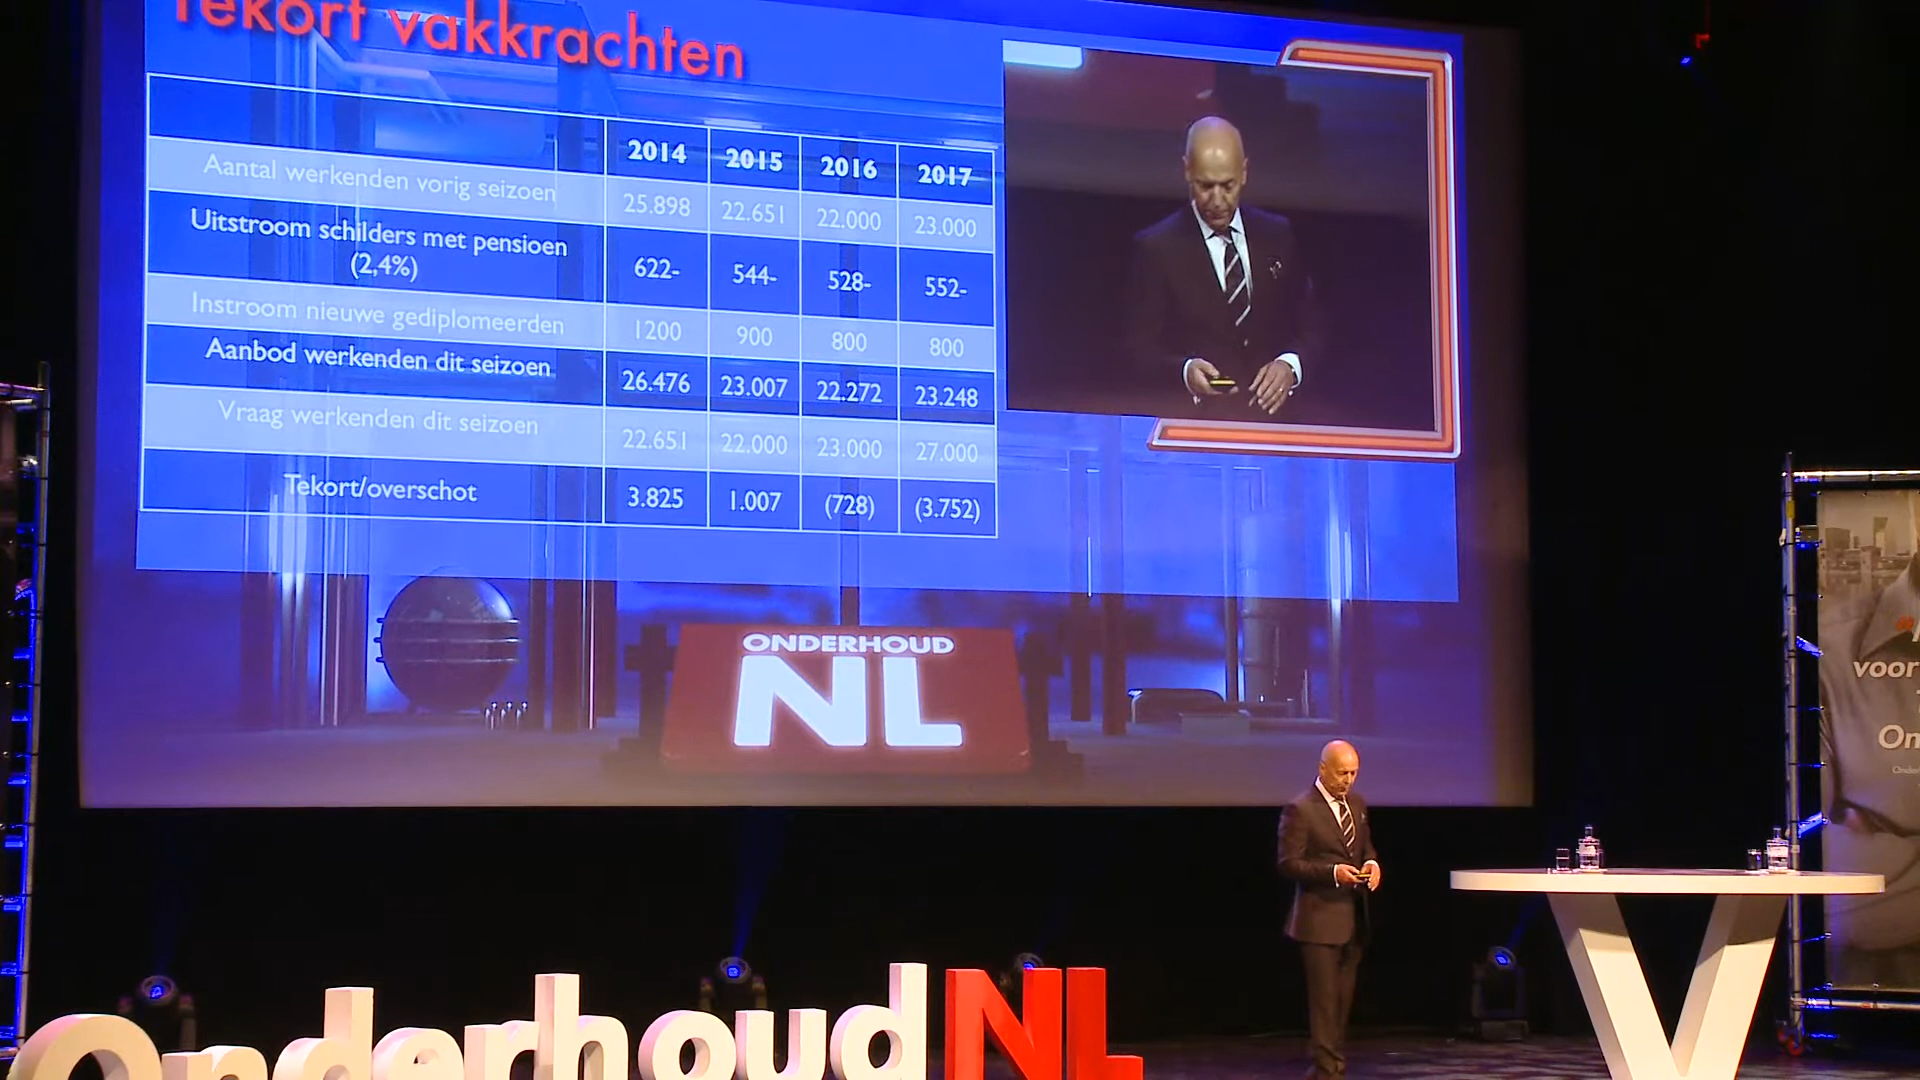 Tekort vakkrachten
2014 2015 2016 2017
Aantal werkenden vorig seizoen 25.898 22.651 22.000 23.000
Uitstroom schilders met pensioen
(2,4%) 622- 544- 528- 552-
Instroom nieuwe gediplomeerden 1200 900 800 800
Aanbod werkenden dit seizoen 26.476 23.007 22.272 23.248
Vraag werkenden dit seizoen 22.651 22.000 23.000 27.000
Tekort/overschot 3.825 1.007 (728) (3.752)
ONDERHOUD
NL
voor
OnderhoudNL